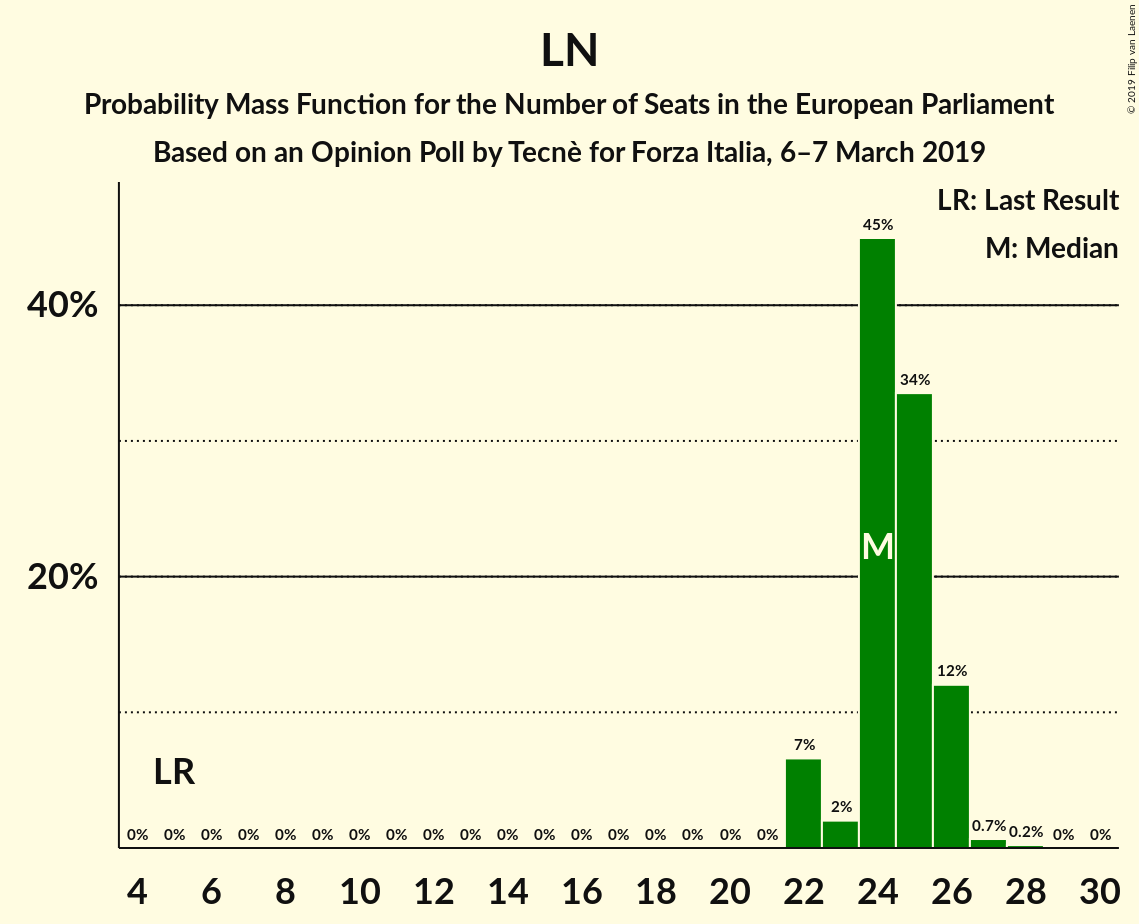 LN
Probability Mass Function for the Number of Seats in the European Parliament
Based on an Opinion Poll by Tecnè for Forza Italia, 6–7 March 2019
© 2019 Filip van Laenen
LR: Last Result
M: Median
45%
40%
34%
M
20%
12%
7%
LR
2%
0% 0% 0% 0% 0% 0% 0% 0% 0% 0% 0% 0% 0% 0% 0% 0% 0% 0% 0.7% 0.2% 0% 0%
4 6 8 10 12 14 16 18 20 22 24 26 28 30